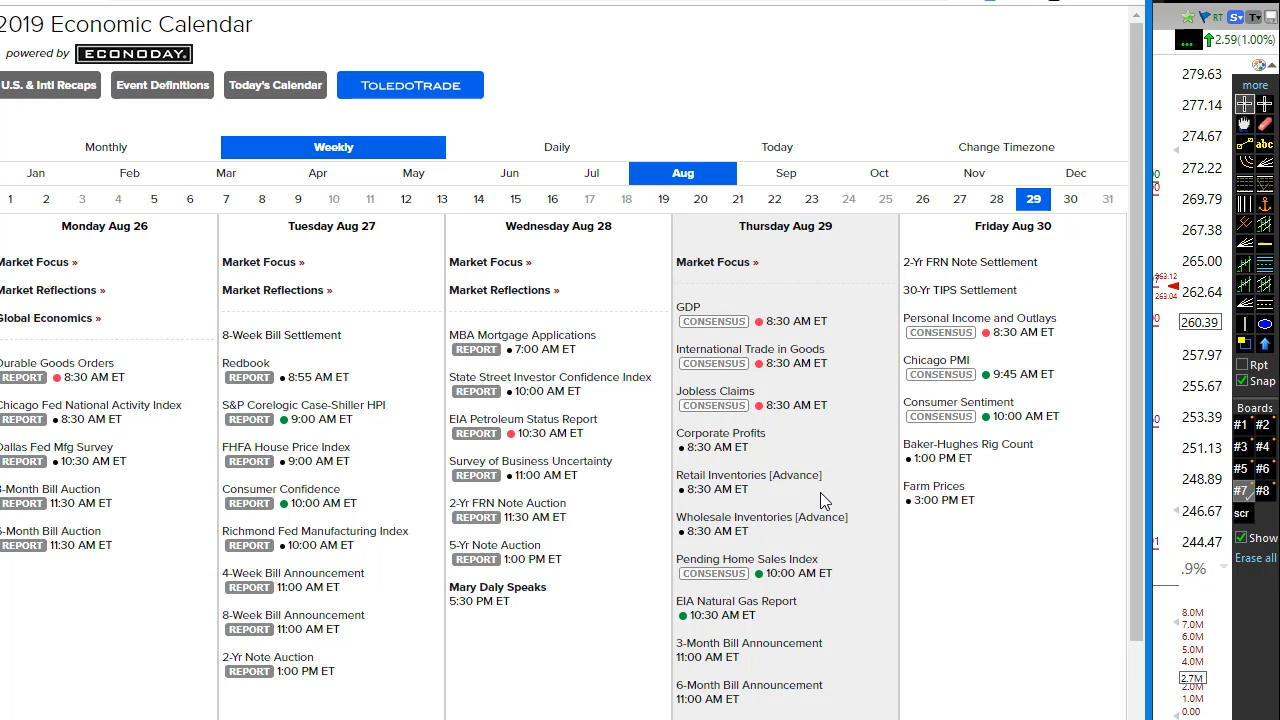 2019 Economic Calendar
powered by ECONODAY.
U.S. & Intl Recaps
Event Definitions
Today's Calendar
TOLEDOTRADE
Monthly Weekly Daily Today Change Timezone
Jan Feb Mar Apr May Jun Jul Aug Sep Oct Nov Dec
1 2 3 4 5 6 7 8 9 10 11 12 13 14 15 16 17 18 19 20 21 22 23 24 25 26 27 28 29 30 31
Monday Aug 26
Market Focus »
Market Reflections »
Global Economics »
Durable Goods Orders
REPORT 8:30 AM ET
Chicago Fed National Activity Index
REPORT 8:30 AM ET
Dallas Fed Mfg Survey
REPORT 10:30 AM ET
3-Month Bill Auction
REPORT 11:30 AM ET
6-Month Bill Auction
REPORT 11:30 AM ET
Tuesday Aug 27
Market Focus »
Market Reflections »
8-Week Bill Settlement
Redbook
REPORT 8:55 AM ET
S&P Corelogic Case-Shiller HPI
REPORT 9:00 AM ET
FHFA House Price Index
REPORT 9:00 AM ET
Consumer Confidence
REPORT 10:00 AM ET
Richmond Fed Manufacturing Index
REPORT 10:00 AM ET
4-Week Bill Announcement
REPORT 11:00 AM ET
8-Week Bill Announcement
REPORT 11:00 AM ET
2-Yr Note Auction
REPORT 1:00 PM ET
Wednesday Aug 28
Market Focus »
Market Reflections »
MBA Mortgage Applications
REPORT 7:00 AM ET
State Street Investor Confidence Index
REPORT 10:00 AM ET
EIA Petroleum Status Report
REPORT 10:30 AM ET
Survey of Business Uncertainty
REPORT 11:00 AM ET
2-Yr FRN Note Auction
REPORT 11:30 AM ET
5-Yr Note Auction
REPORT 1:00 PM ET
Mary Daly Speaks
5:30 PM ET
Thursday Aug 29
Market Focus »
GDP
CONSENSUS 8:30 AM ET
International Trade in Goods
CONSENSUS 8:30 AM ET
Jobless Claims
CONSENSUS 8:30 AM ET
Corporate Profits
8:30 AM ET
Retail Inventories [Advance]
8:30 AM ET
Wholesale Inventories [Advance]
8:30 AM ET
Pending Home Sales Index
CONSENSUS 10:00 AM ET
EIA Natural Gas Report
10:30 AM ET
3-Month Bill Announcement
11:00 AM ET
6-Month Bill Announcement
11:00 AM ET
Friday Aug 30
2-Yr FRN Note Settlement
30-Yr TIPS Settlement
Personal Income and Outlays
CONSENSUS 8:30 AM ET
Chicago PMI
CONSENSUS 9:45 AM ET
Consumer Sentiment
CONSENSUS 10:00 AM ET
Baker-Hughes Rig Count
1:00 PM ET
Farm Prices
3:00 PM ET
RT S T
... 2.59(1.00%)
279.63
277.14
274.67
272.22
269.79
267.38
265.00
263.12
263.04
262.64
260.39
257.97
255.67
253.39
251.13
248.89
246.67
244.47
.9%
8.0M
7.0M
6.0M
5.0M
4.0M
2.7M
2.0M
1.0M
0.00
more
abc
Rpt
Snap
Boards
#1 #2
#3 #4
#5 #6
#7 #8
scr
Show
Erase all